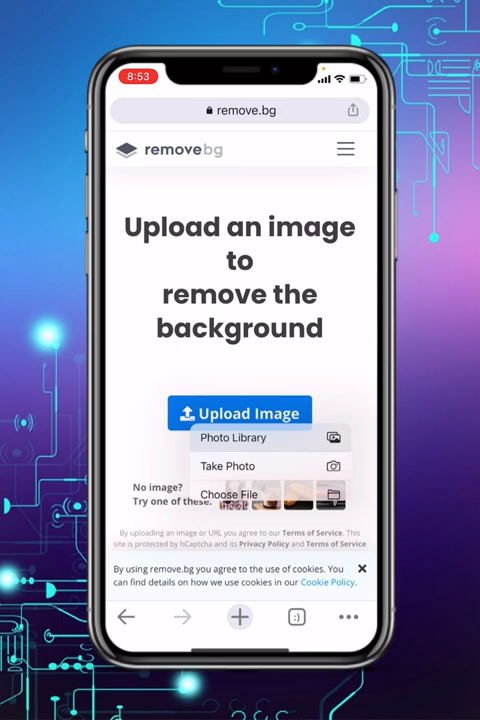 8:53
remove.bg
removebg
Upload an image
to
remove the
background
Upload Image
Photo Library
Take Photo
Choose File
No image?
Try one of these:
By uploading an image or URL you agree to our Terms of Service. This
site is protected by hCaptcha and its Privacy Policy and Terms of Service
By using remove.bg you agree to the use of cookies. You
can find details on how we use cookies in our Cookie Policy.
:)